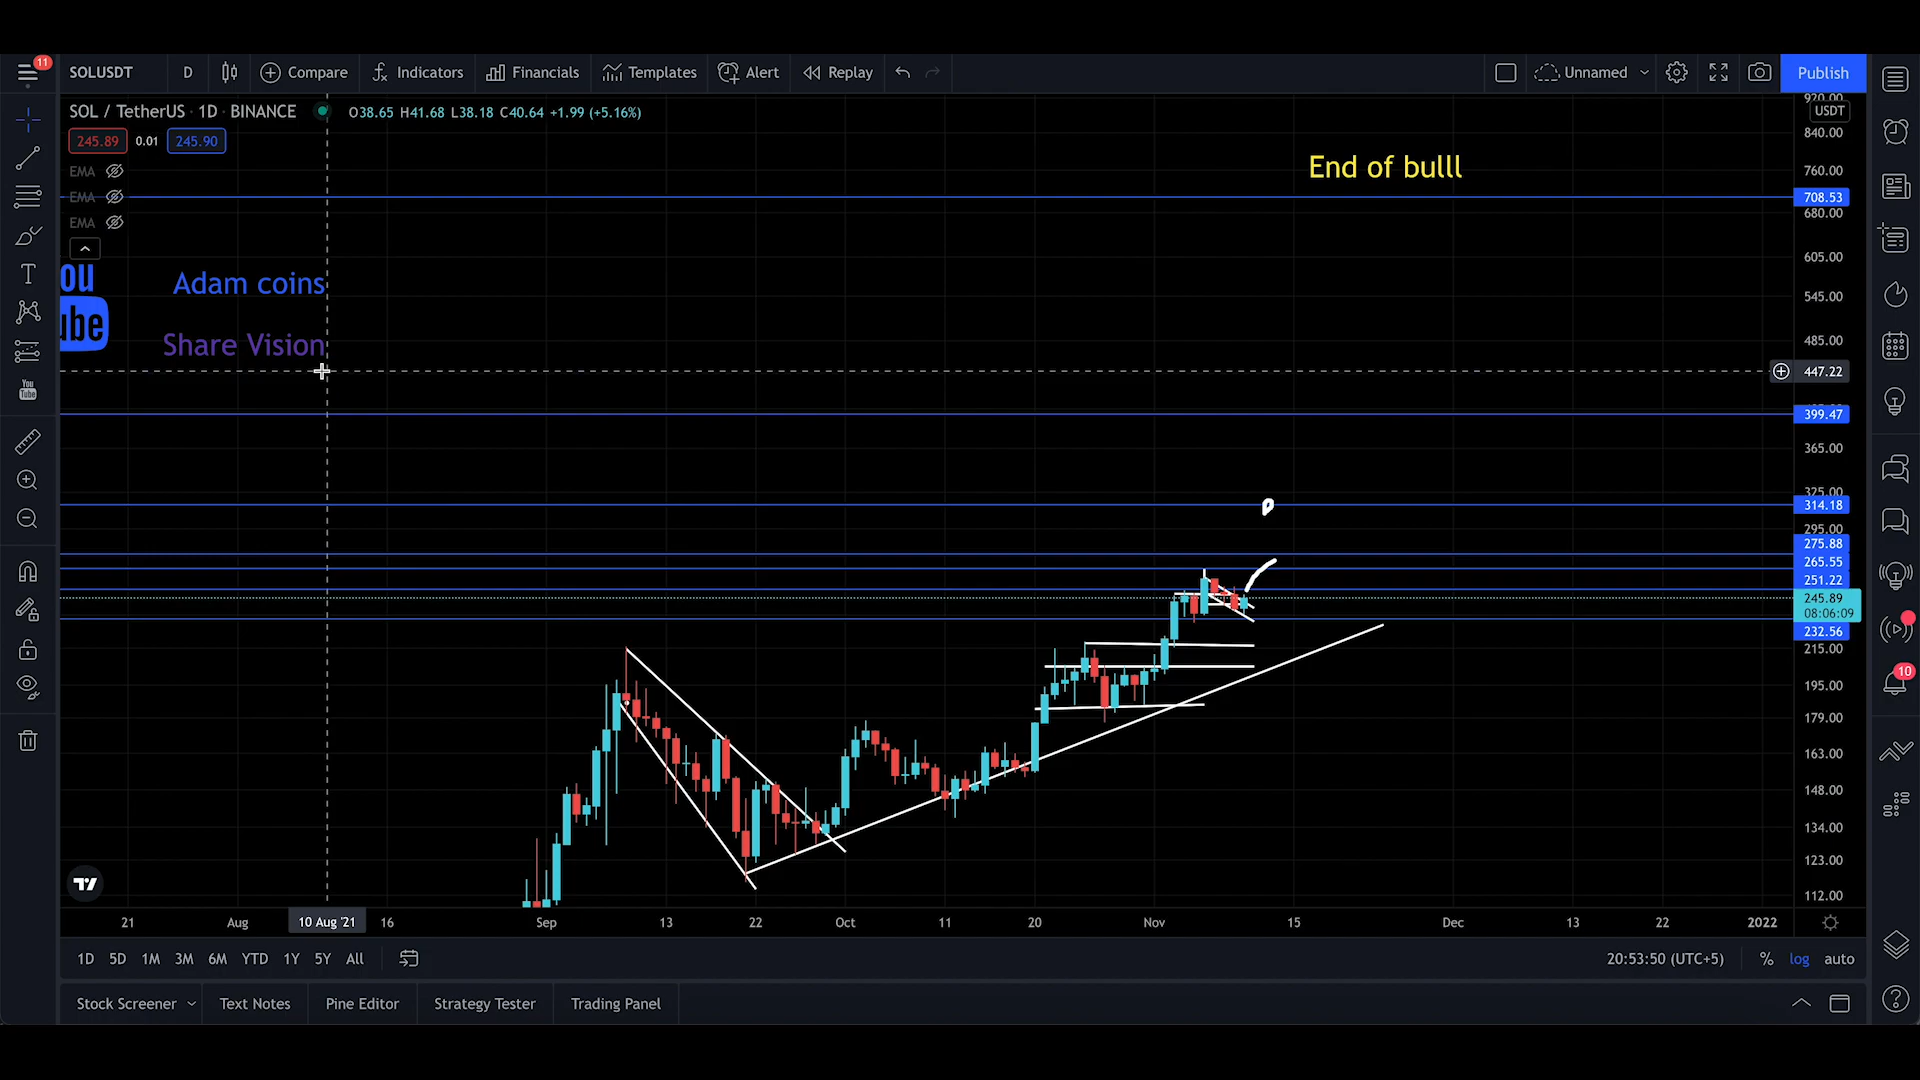 11
SOLUSDT D Compare Indicators Financials Templates Alert Replay Unnamed Publish
SOL / TetherUS · 1D · BINANCE O38.65 H41.68 L38.18 C40.64 +1.99 (+5.16%)
245.89 0.01 245.90
EMA
EMA
EMA
End of bulll
Adam coins
Share Vision
You
Tube
USDT
840.00
760.00
708.53
680.00
605.00
545.00
485.00
447.22
399.47
365.00
325.00
314.18
295.00
275.88
265.55
251.22
245.89
08:06:09
232.56
215.00
195.00
179.00
163.00
148.00
134.00
123.00
112.00
10
21 Aug 10 Aug '21 16 Sep 13 22 Oct 11 20 Nov 15 Dec 13 22 2022
1D 5D 1M 3M 6M YTD 1Y 5Y All 20:53:50 (UTC+5) % log auto
Stock Screener Text Notes Pine Editor Strategy Tester Trading Panel